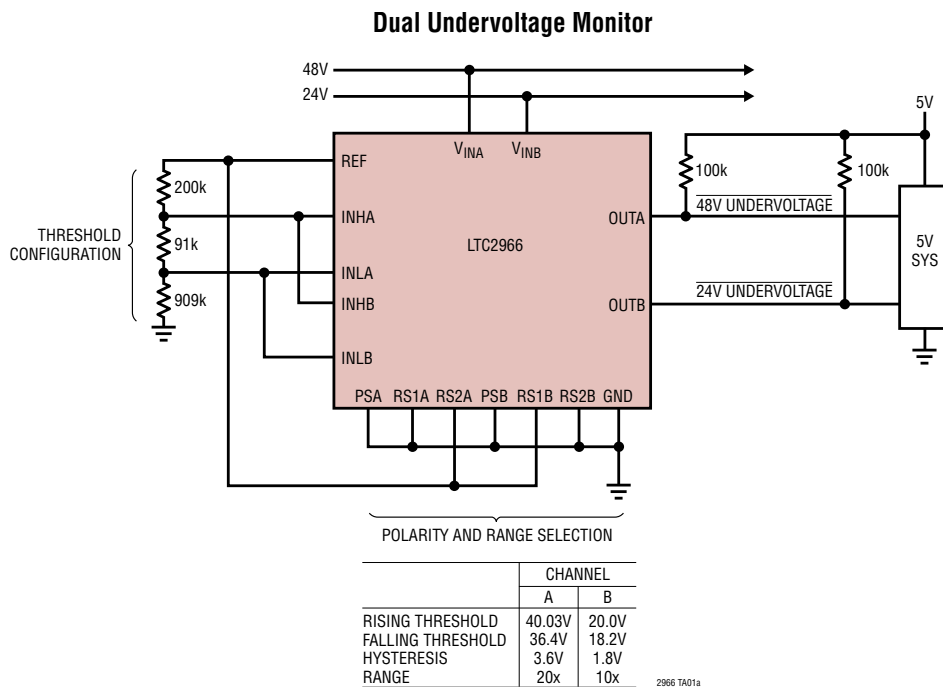 Dual Undervoltage Monitor
48V
24V
5V
VINA
VINB
REF
200k
100k
100k
INHA
OUTA
48V UNDERVOLTAGE
THRESHOLD
CONFIGURATION
91k
LTC2966
5V
SYS
INLA
909k
INHB
OUTB
24V UNDERVOLTAGE
INLB
PSA RS1A RS2A PSB RS1B RS2B GND
POLARITY AND RANGE SELECTION
CHANNEL
A B
RISING THRESHOLD 40.03V 20.0V
FALLING THRESHOLD 36.4V 18.2V
HYSTERESIS 3.6V 1.8V
RANGE 20x 10x
2966 TA01a